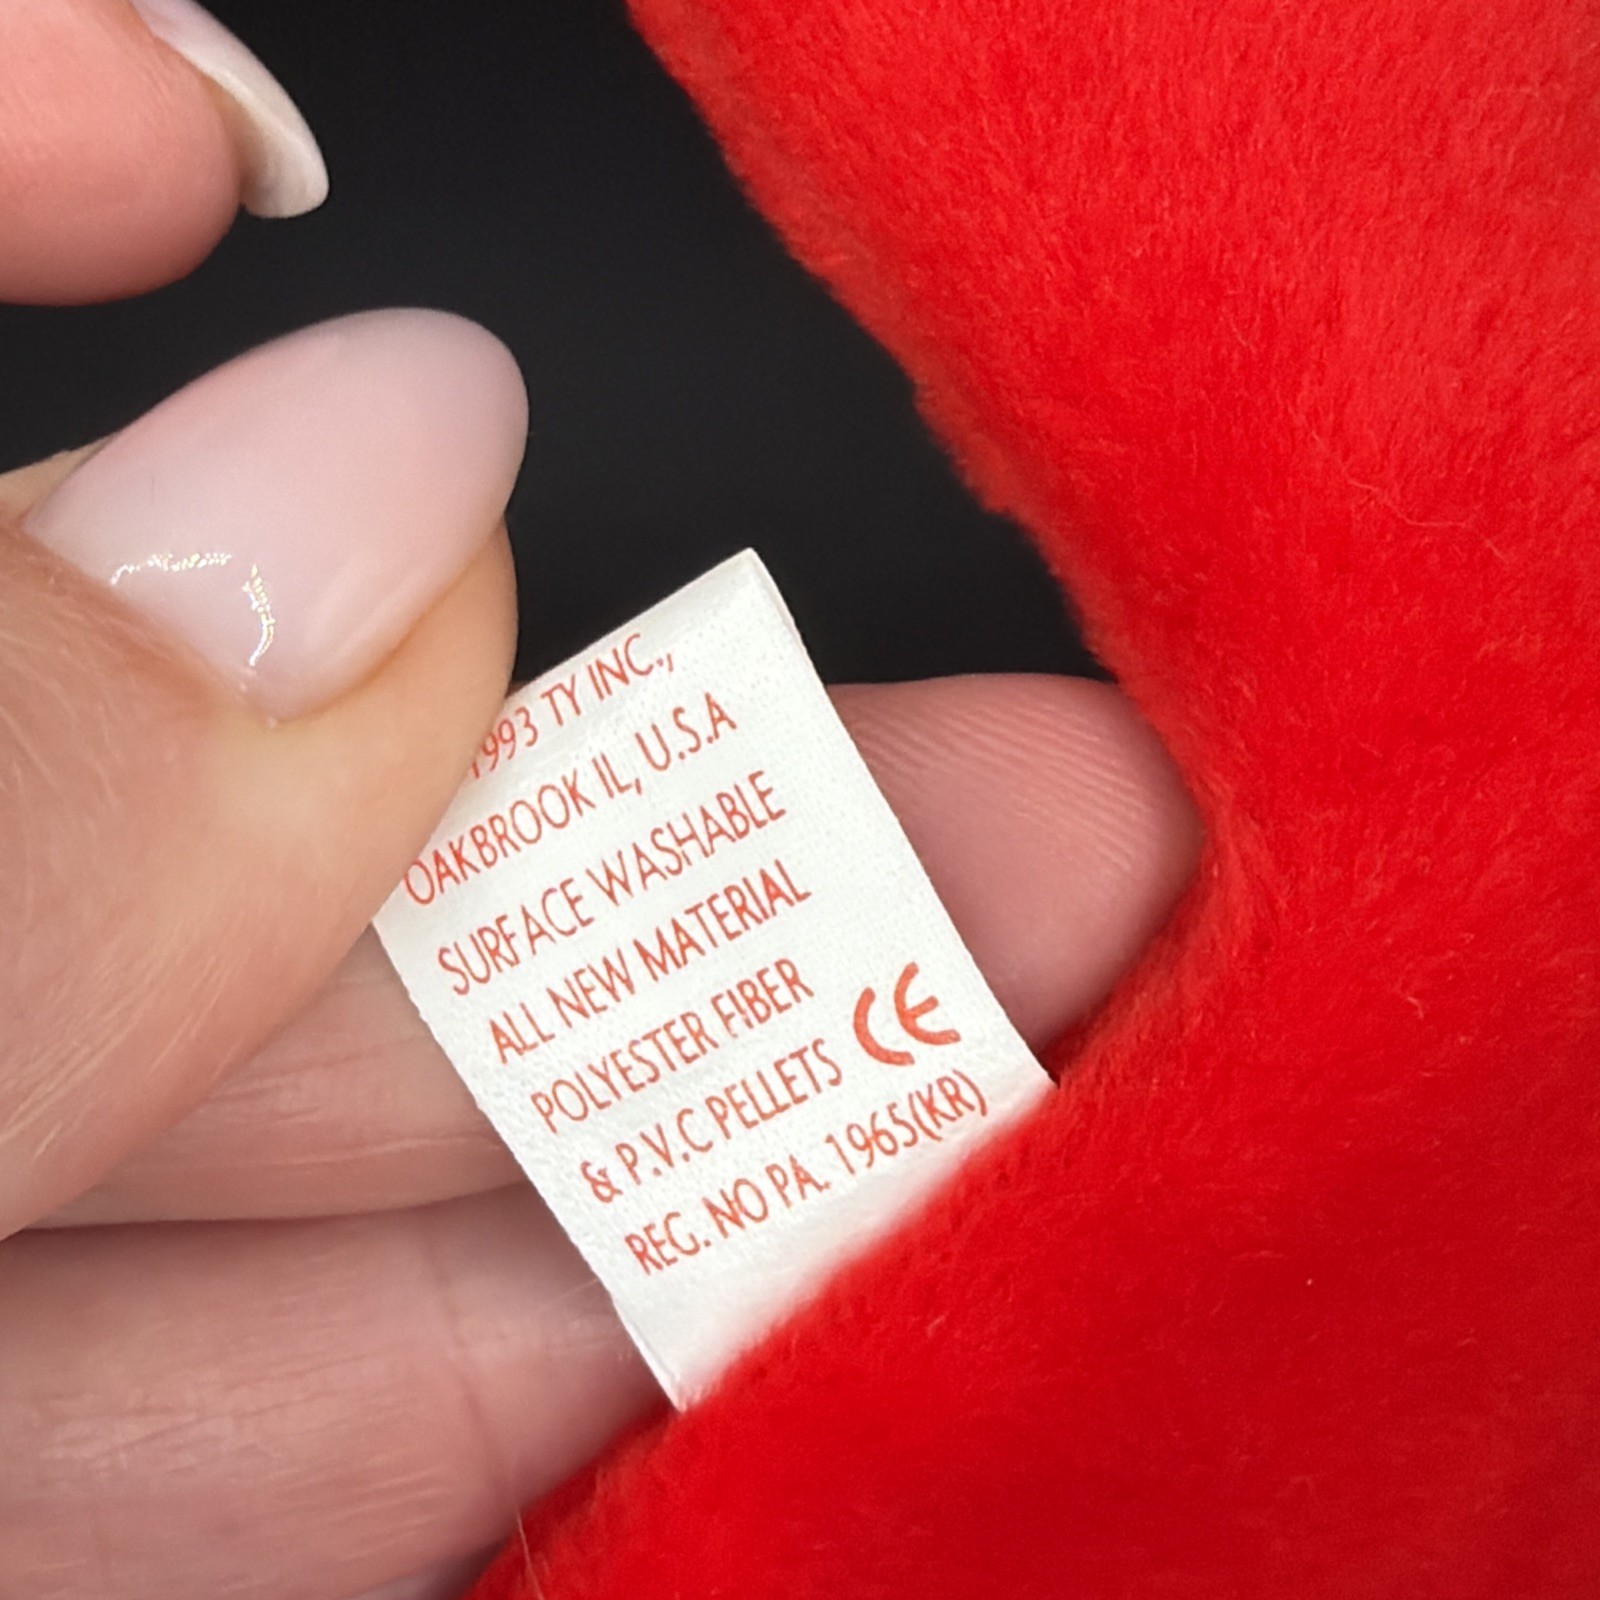 1993 TY INC.,
OAKBROOK IL, U.S.A
SURFACE WASHABLE
ALL NEW MATERIAL
POLYESTER FIBER
& P.V.C PELLETS CE
REG. NO PA. 1965(KR)